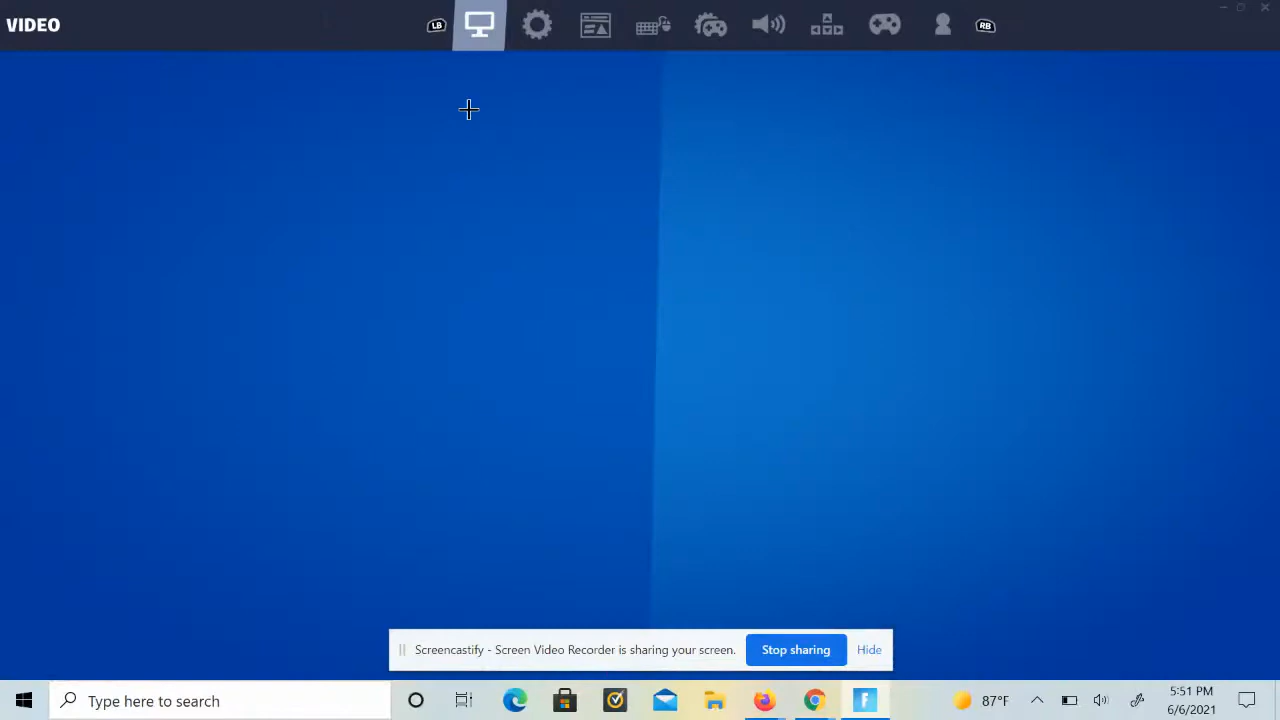 VIDEO
LB
RB
Screencastify - Screen Video Recorder is sharing your screen.
Stop sharing
Hide
Type here to search
87°F
5:51 PM
6/6/2021